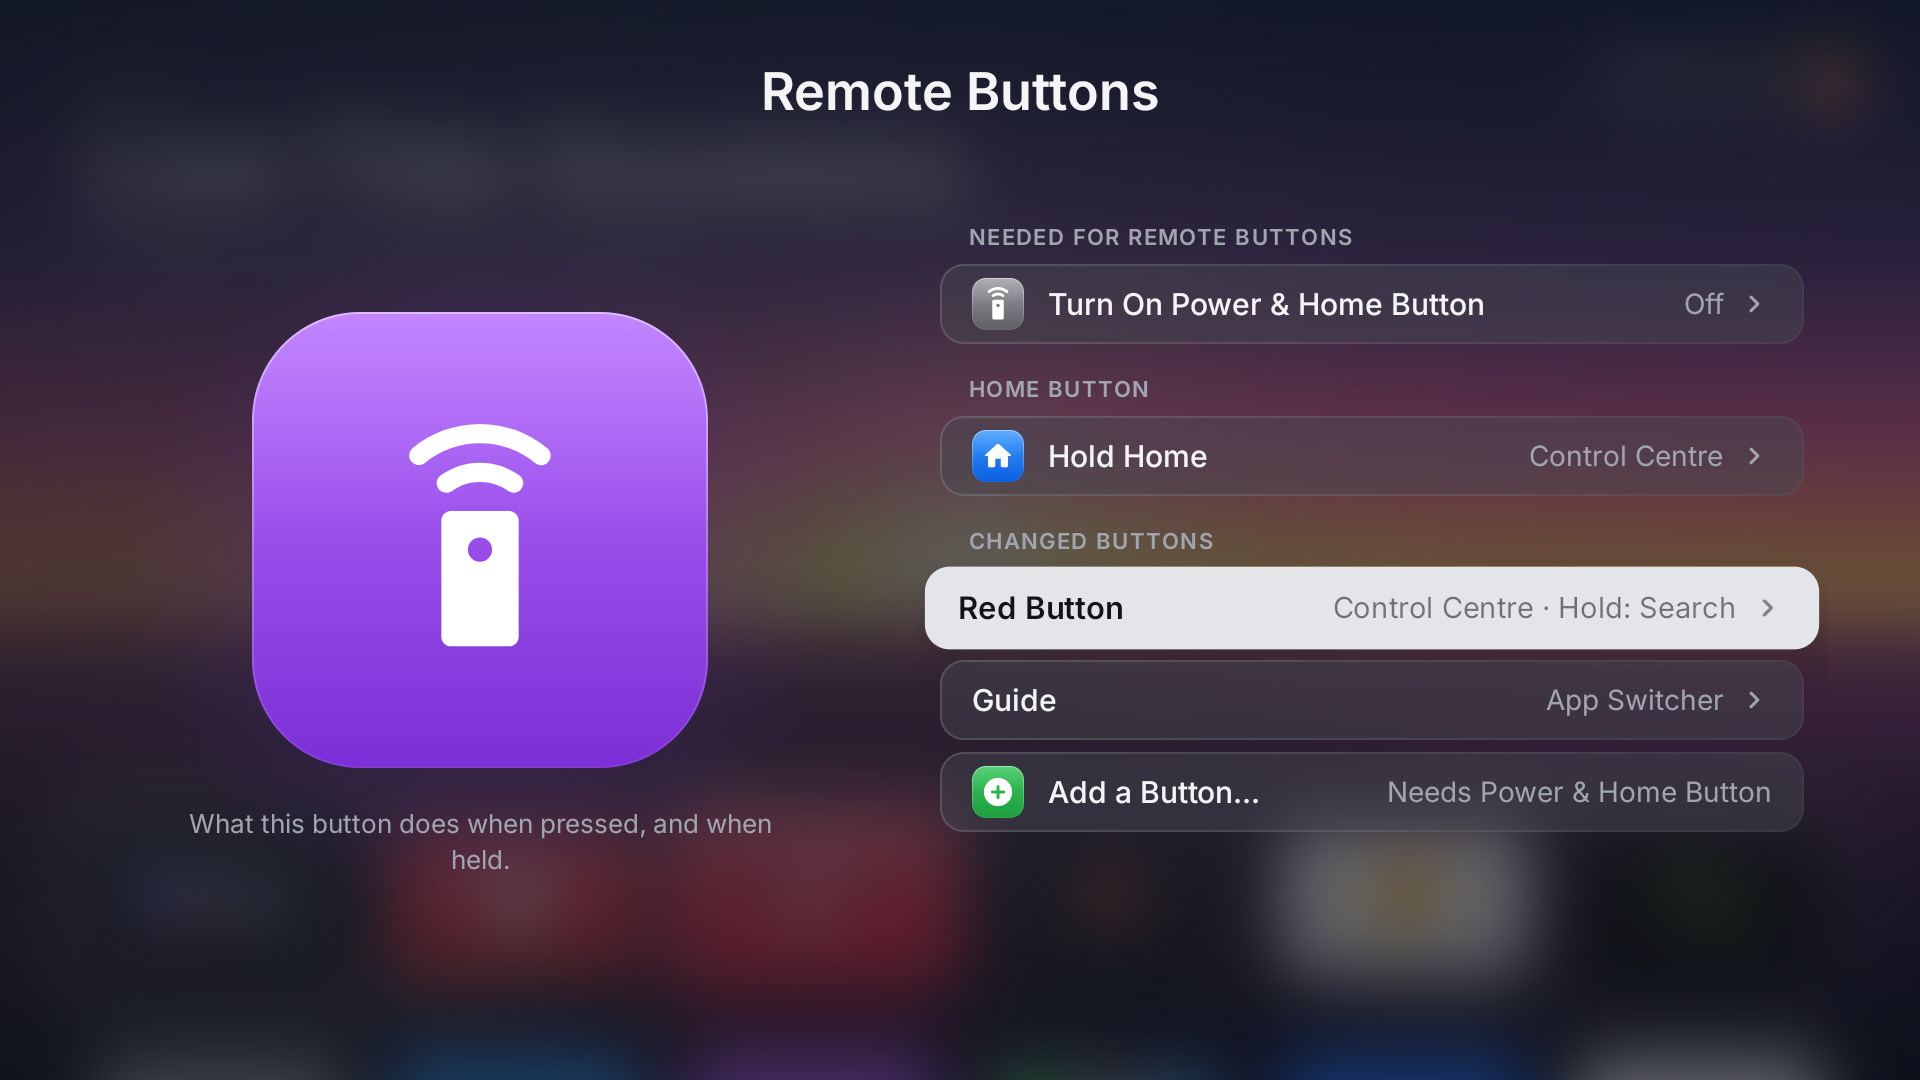 Remote Buttons
NEEDED FOR REMOTE BUTTONS
Turn On Power & Home Button Off
HOME BUTTON
Hold Home Control Centre
CHANGED BUTTONS
Red Button Control Centre · Hold: Search
Guide App Switcher
Add a Button... Needs Power & Home Button
What this button does when pressed, and when
held.